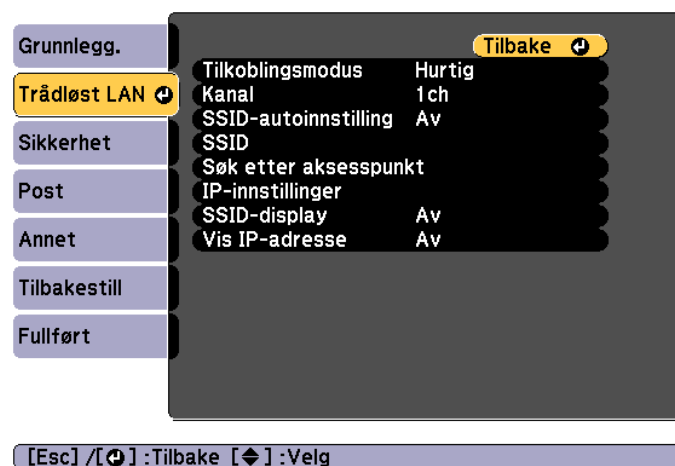 Grunnlegg.
Trådløst LAN
Sikkerhet
Post
Annet
Tilbakestill
Fullført
Tilbake
Tilkoblingsmodus Hurtig
Kanal 1ch
SSID-autoinnstilling Av
SSID
Søk etter aksesspunkt
IP-innstillinger
SSID-display Av
Vis IP-adresse Av
[Esc] /[⏎] :Tilbake [◆] :Velg